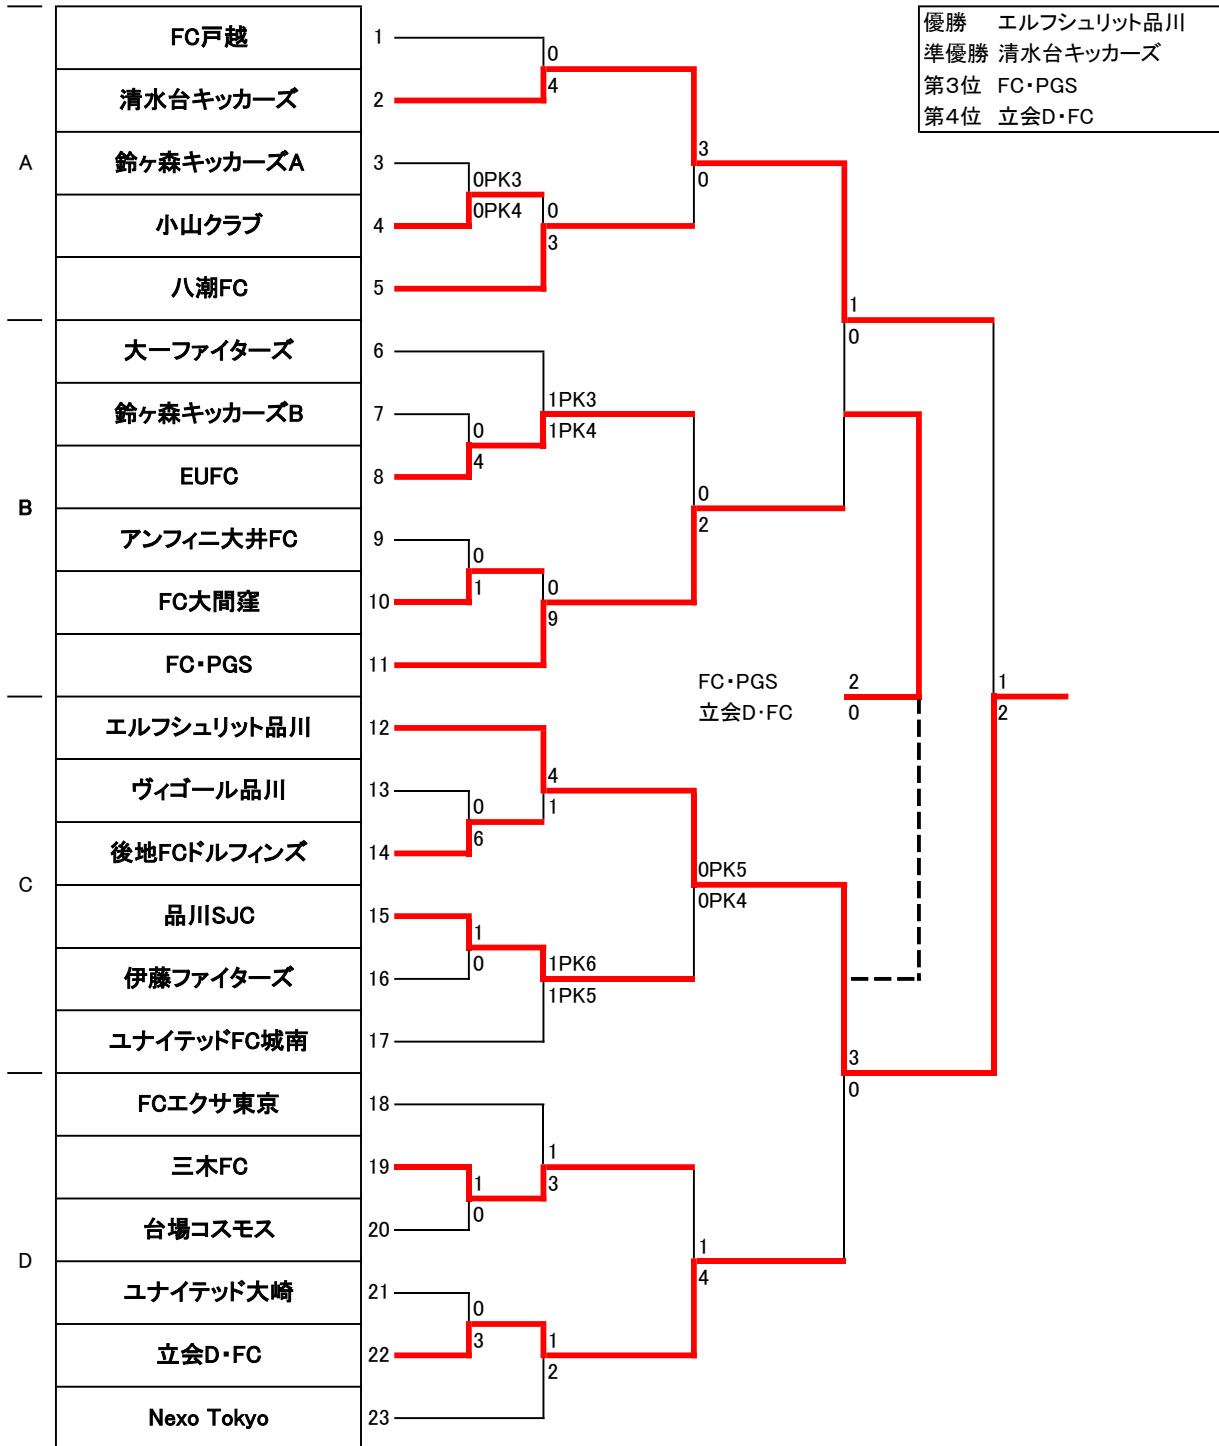 優勝 エルフシュリット品川
準優勝 清水台キッカーズ
第3位 FC・PGS
第4位 立会D・FC
A
FC戸越 1
清水台キッカーズ 2
鈴ヶ森キッカーズA 3
小山クラブ 4
八潮FC 5
0
4
0PK3
0PK4
0
3
3
0
B
大一ファイターズ 6
鈴ヶ森キッカーズB 7
EUFC 8
アンフィニ大井FC 9
FC大間窪 10
FC・PGS 11
1PK3
1PK4
0
4
0
1
0
9
0
2
1
0
C
エルフシュリット品川 12
ヴィゴール品川 13
後地FCドルフィンズ 14
品川SJC 15
伊藤ファイターズ 16
ユナイテッドFC城南 17
4
1
0
6
1
0
1PK6
1PK5
0PK5
0PK4
D
FCエクサ東京 18
三木FC 19
台場コスモス 20
ユナイテッド大崎 21
立会D・FC 22
Nexo Tokyo 23
1
3
1
0
0
3
1
2
1
4
3
0
FC・PGS 2
立会D・FC 0
1
2